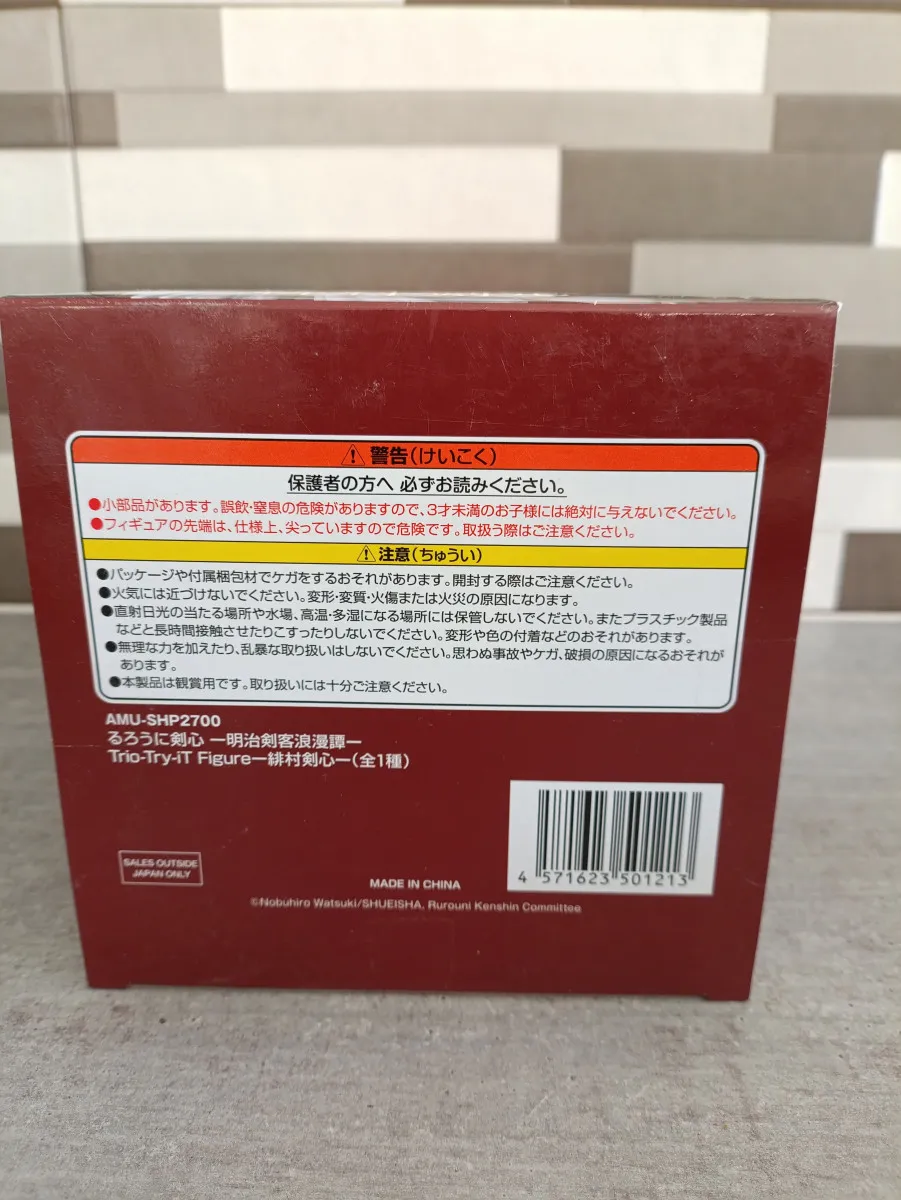 ⚠警告(けいこく)
保護者の方へ 必ずお読みください。
●小部品があります。誤飲・窒息の危険がありますので、3才未満のお子様には絶対に与えないでください。
●フィギュアの先端は、仕様上、尖っていますので危険です。取扱う際はご注意ください。
⚠注意(ちゅうい)
●パッケージや付属梱包材でケガをするおそれがあります。開封する際はご注意ください。
●火気には近づけないでください。変形・変質・火傷または火災の原因になります。
●直射日光の当たる場所や水場、高温・多湿になる場所には保管しないでください。またプラスチック製品
などと長時間接触させたりこすったりしないでください。変形や色の付着などのおそれがあります。
●無理な力を加えたり、乱暴な取り扱いはしないでください。思わぬ事故やケガ、破損の原因になるおそれが
あります。
●本製品は観賞用です。取り扱いには十分ご注意ください。
AMU-SHP2700
るろうに剣心 ー明治剣客浪漫譚ー
Trio-Try-iT Figureー緋村剣心ー(全1種)
4 571623 501213
SALES OUTSIDE
JAPAN ONLY
MADE IN CHINA
©Nobuhiro Watsuki/SHUEISHA, Rurouni Kenshin Committee